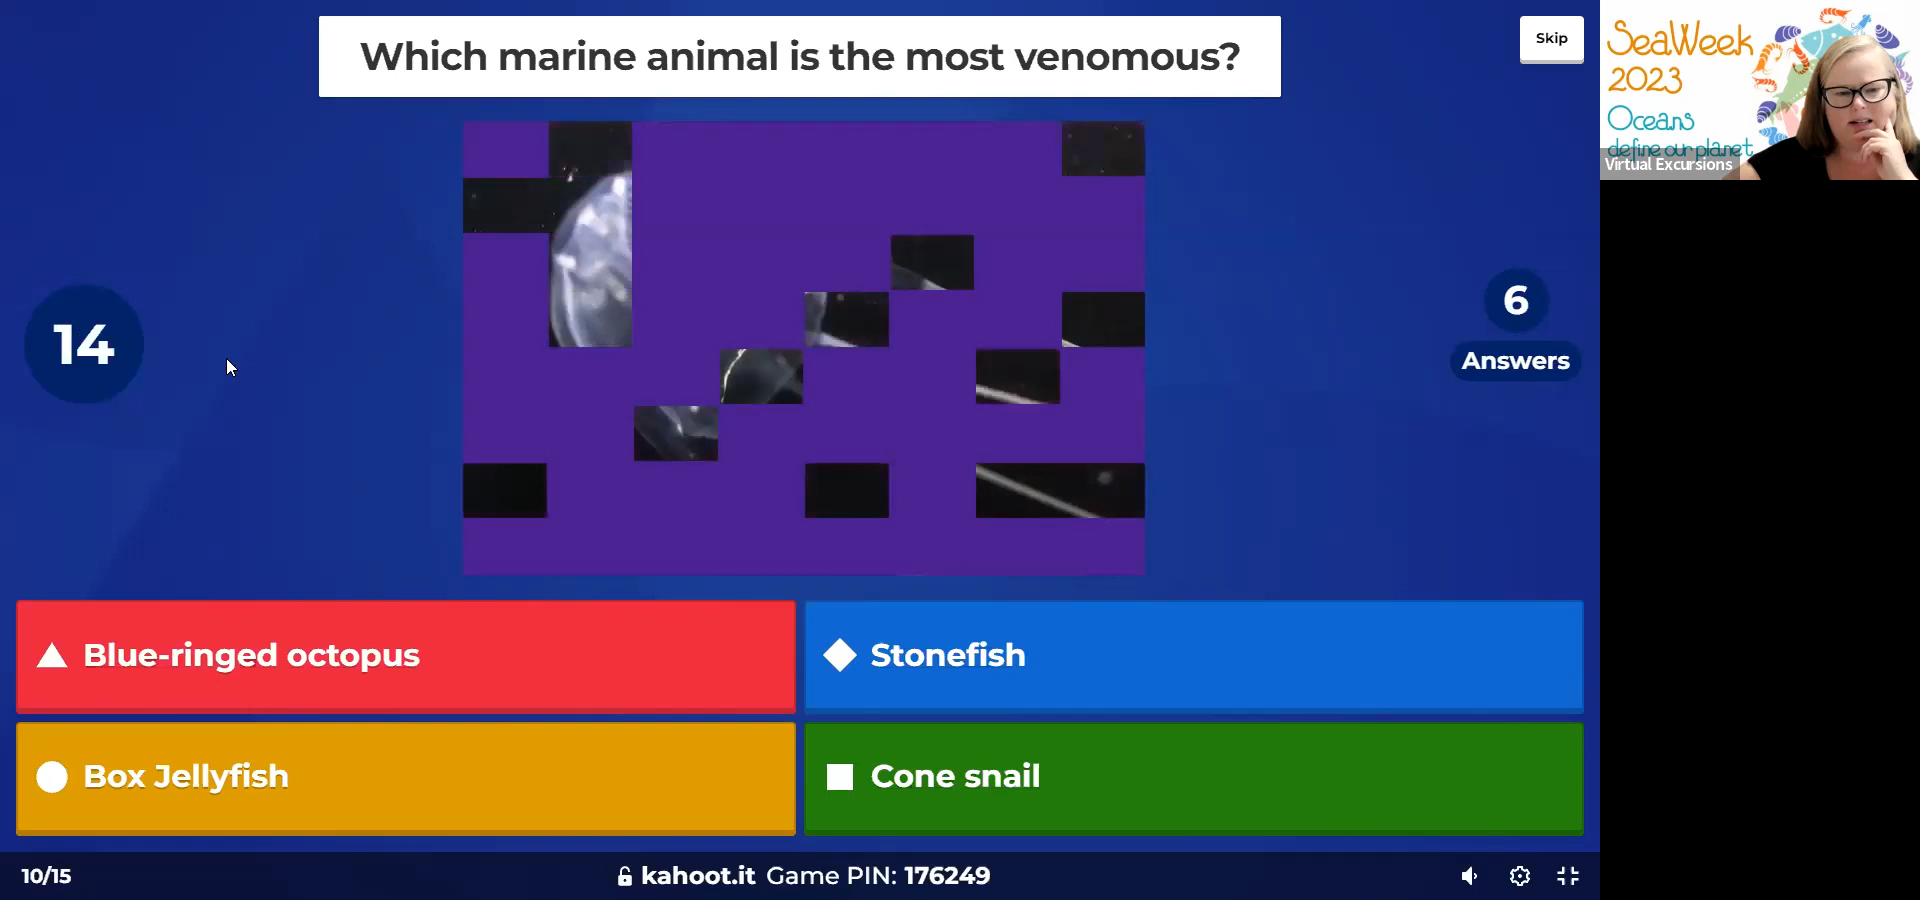 Which marine animal is the most venomous?
Skip
SeaWeek
2023
Oceans
define our planet
Virtual Excursions
14
6
Answers
Blue-ringed octopus
Stonefish
Box Jellyfish
Cone snail
10/15
kahoot.it Game PIN: 176249